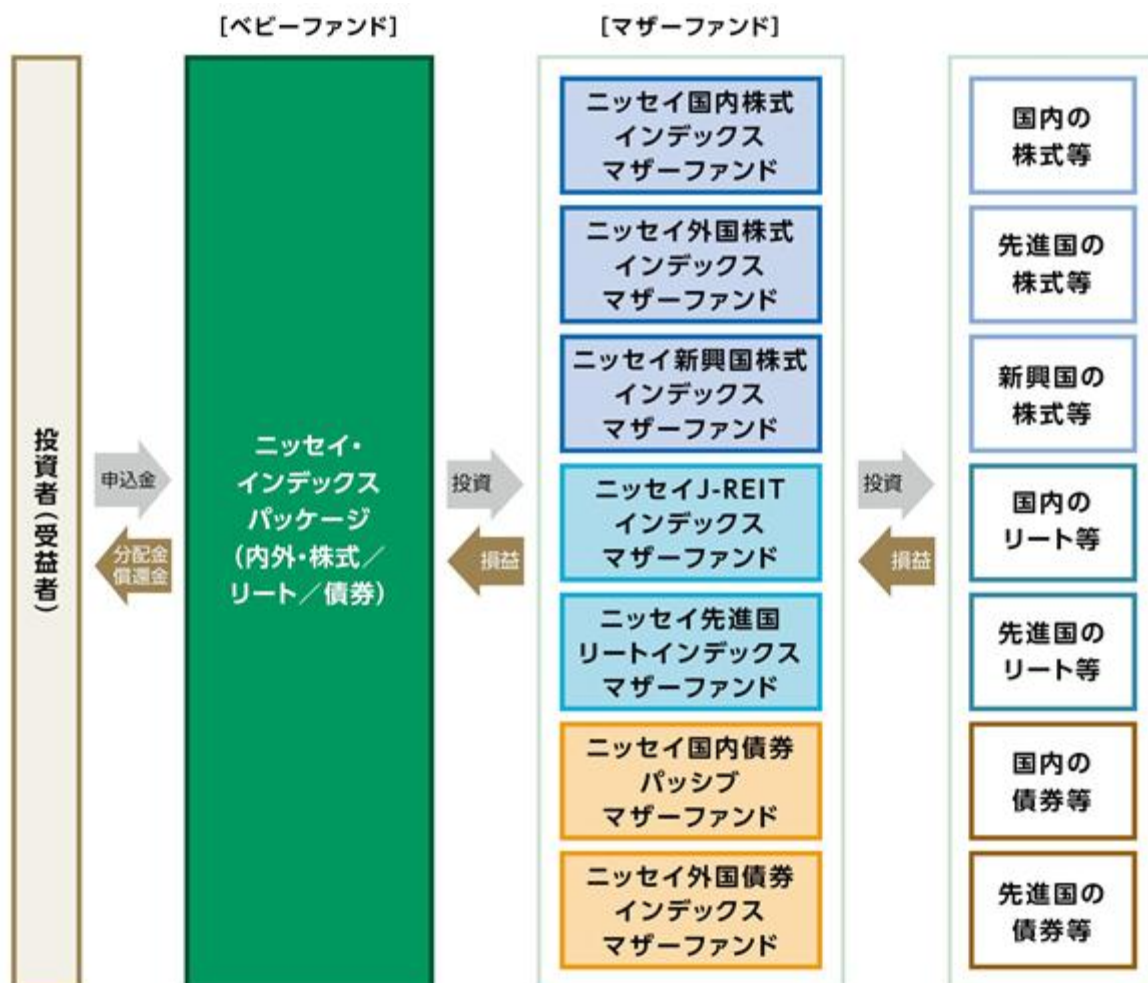 ［ベビーファンド］
［マザーファンド］
投資者（受益者）
申込金
分配金
償還金
ニッセイ・
インデックス
パッケージ
（内外・株式／
リート／債券）
投資
損益
ニッセイ国内株式
インデックス
マザーファンド
ニッセイ外国株式
インデックス
マザーファンド
ニッセイ新興国株式
インデックス
マザーファンド
ニッセイJ-REIT
インデックス
マザーファンド
ニッセイ先進国
リートインデックス
マザーファンド
ニッセイ国内債券
パッシブ
マザーファンド
ニッセイ外国債券
インデックス
マザーファンド
投資
損益
国内の
株式等
先進国の
株式等
新興国の
株式等
国内の
リート等
先進国の
リート等
国内の
債券等
先進国の
債券等